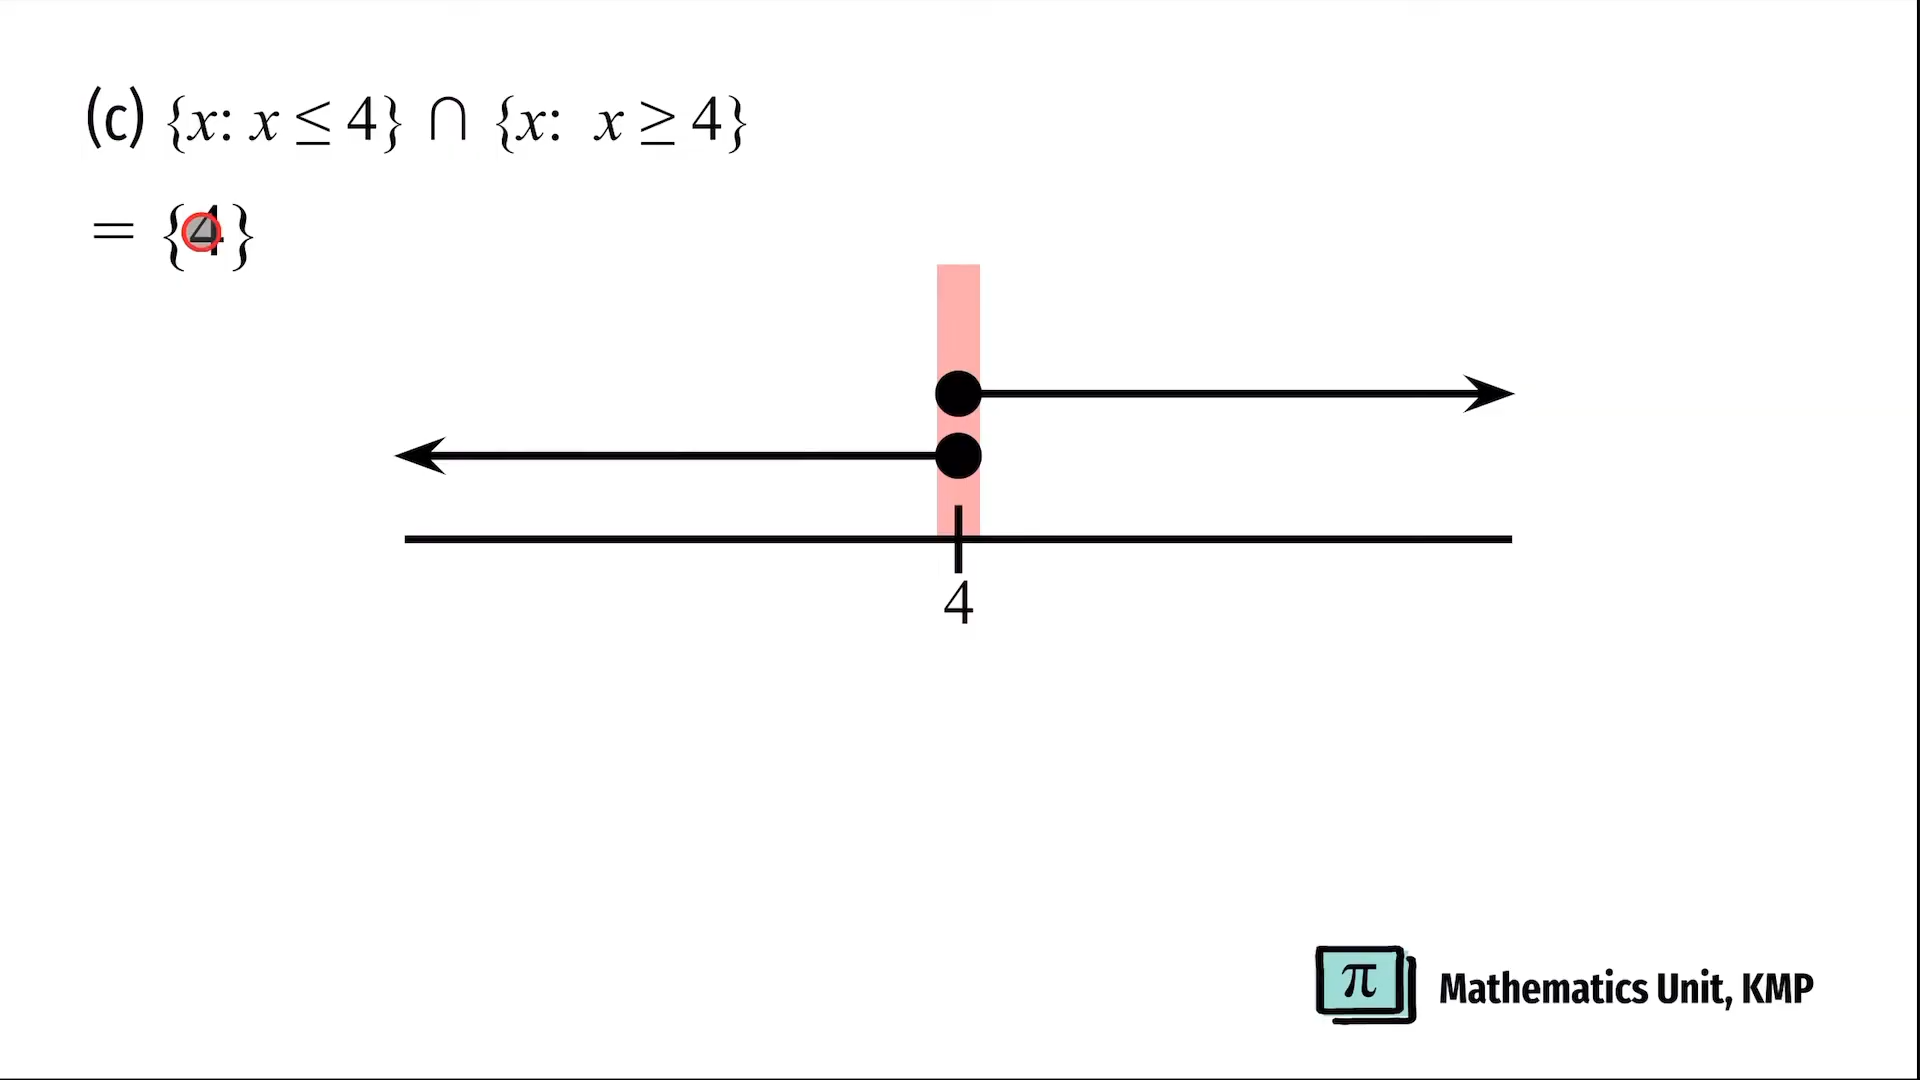 (c) {x: x ≤ 4} ∩ {x: x ≥ 4}
= {4}
4
π
Mathematics Unit, KMP